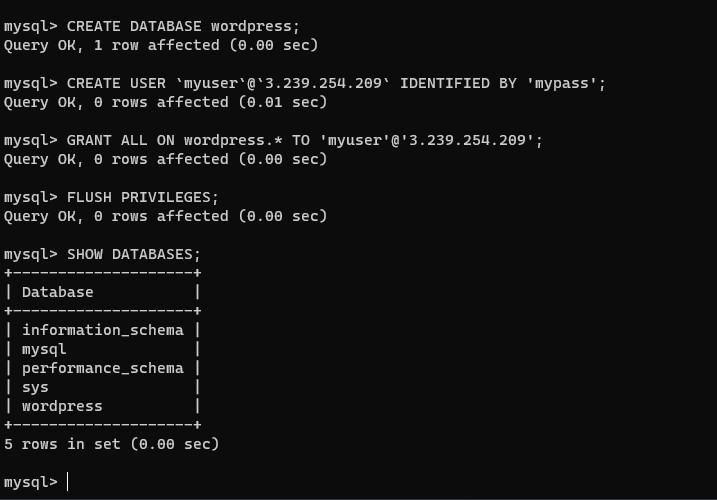 mysql> CREATE DATABASE wordpress;
Query OK, 1 row affected (0.00 sec)
mysql> CREATE USER `myuser`@`3.239.254.209` IDENTIFIED BY 'mypass';
Query OK, 0 rows affected (0.01 sec)
mysql> GRANT ALL ON wordpress.* TO 'myuser'@'3.239.254.209';
Query OK, 0 rows affected (0.00 sec)
mysql> FLUSH PRIVILEGES;
Query OK, 0 rows affected (0.00 sec)
mysql> SHOW DATABASES;
+--------------------+
| Database           |
+--------------------+
| information_schema |
| mysql              |
| performance_schema |
| sys                |
| wordpress          |
+--------------------+
5 rows in set (0.00 sec)
mysql>